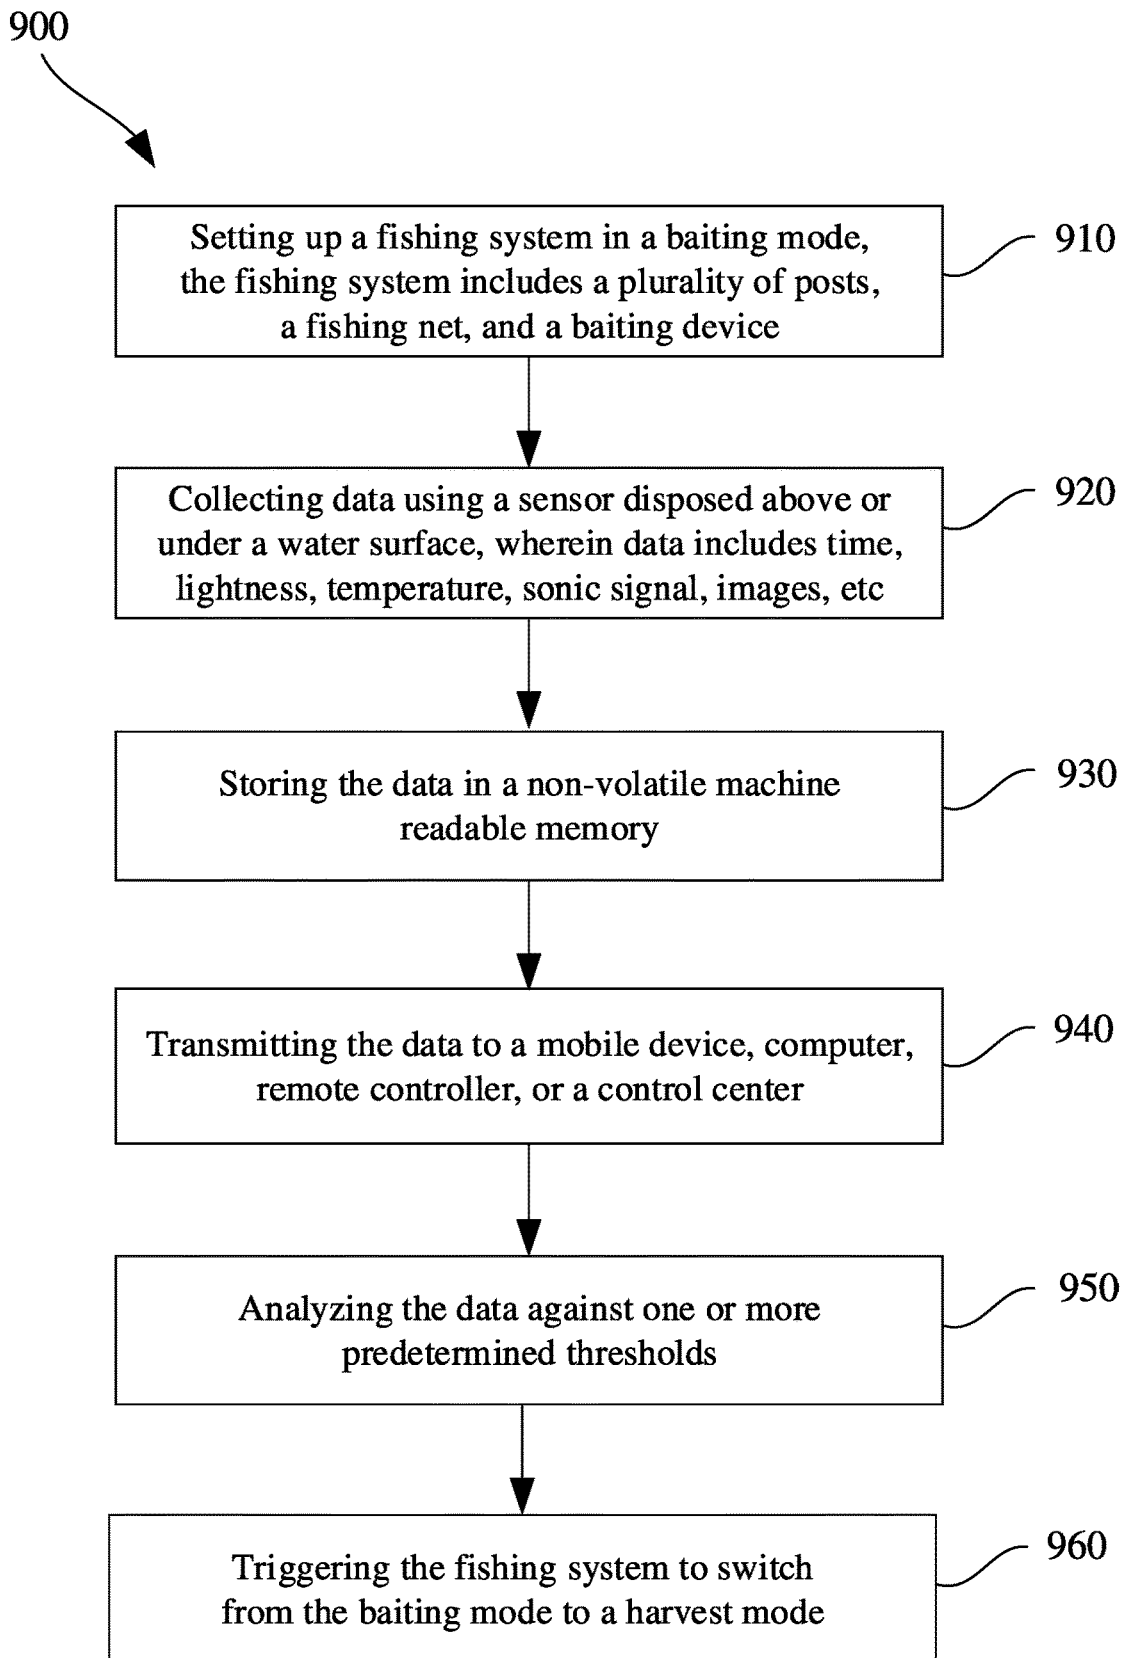 900
Setting up a fishing system in a baiting mode,
the fishing system includes a plurality of posts,
a fishing net, and a baiting device
910
Collecting data using a sensor disposed above or
under a water surface, wherein data includes time,
lightness, temperature, sonic signal, images, etc
920
Storing the data in a non-volatile machine
readable memory
930
Transmitting the data to a mobile device, computer,
remote controller, or a control center
940
Analyzing the data against one or more
predetermined thresholds
950
Triggering the fishing system to switch
from the baiting mode to a harvest mode
960